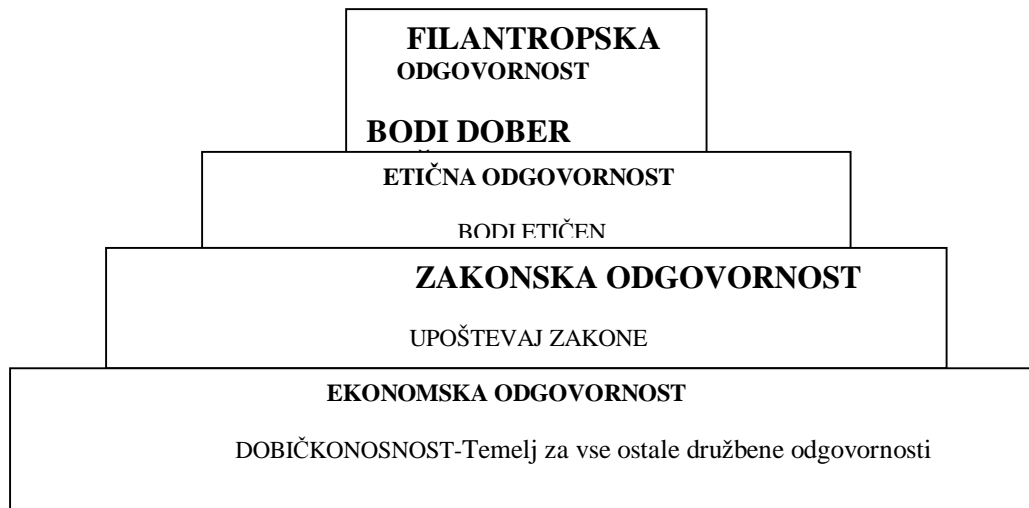 FILANTROPSKA
ODGOVORNOST
BODI DOBER
ETIČNA ODGOVORNOST
BODI ETIČEN
ZAKONSKA ODGOVORNOST
UPOŠTEVAJ ZAKONE
EKONOMSKA ODGOVORNOST
DOBIČKONOSNOST-Temelj za vse ostale družbene odgovornosti